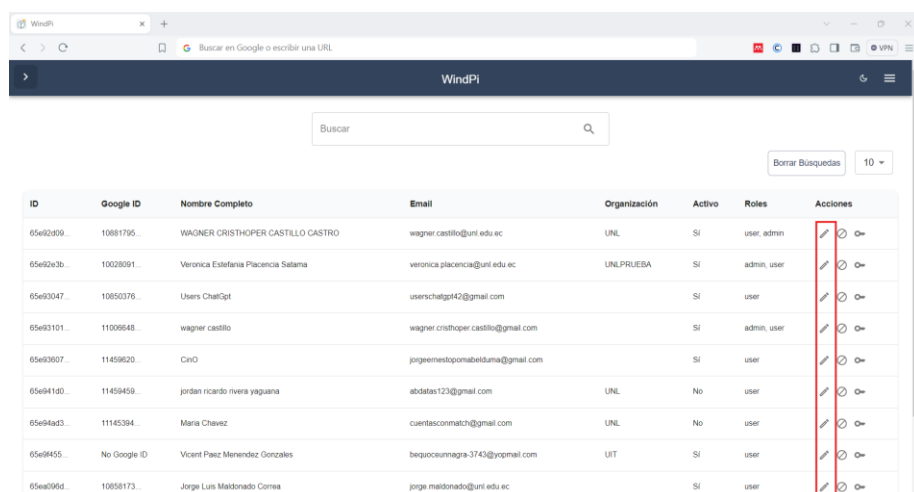 WindPi
Buscar en Google o escribir una URL
VPN
WindPi
Buscar
Borrar Búsquedas 10
ID Google ID Nombre Completo Email Organización Activo Roles Acciones
65e92d09... 10881795... WAGNER CRISTHOPER CASTILLO CASTRO wagner.castillo@unl.edu.ec UNL Sí user, admin
65e92e3b... 10028091... Veronica Estefania Placencia Satama veronica.placencia@unl.edu.ec UNLPRUEBA Sí admin, user
65e93047... 10850376... Users ChatGpt userschatgpt42@gmail.com Sí user
65e93101... 11006648... wagner castillo wagner.cristhoper.castillo@gmail.com Sí admin, user
65e93607... 11459620... CinO jorgeernestopomabelduma@gmail.com Sí user
65e941d0... 11459459... jordan ricardo rivera yaguana abdatas123@gmail.com UNL No user
65e94ad3... 11145394... Maria Chavez cuentasconmatch@gmail.com UNL No user
65e9f455... No Google ID Vicent Paez Menendez Gonzales bequoceunnagra-3743@yopmail.com UIT Sí user
65ea096d... 10858173... Jorge Luis Maldonado Correa jorge.maldonado@unl.edu.ec Sí user